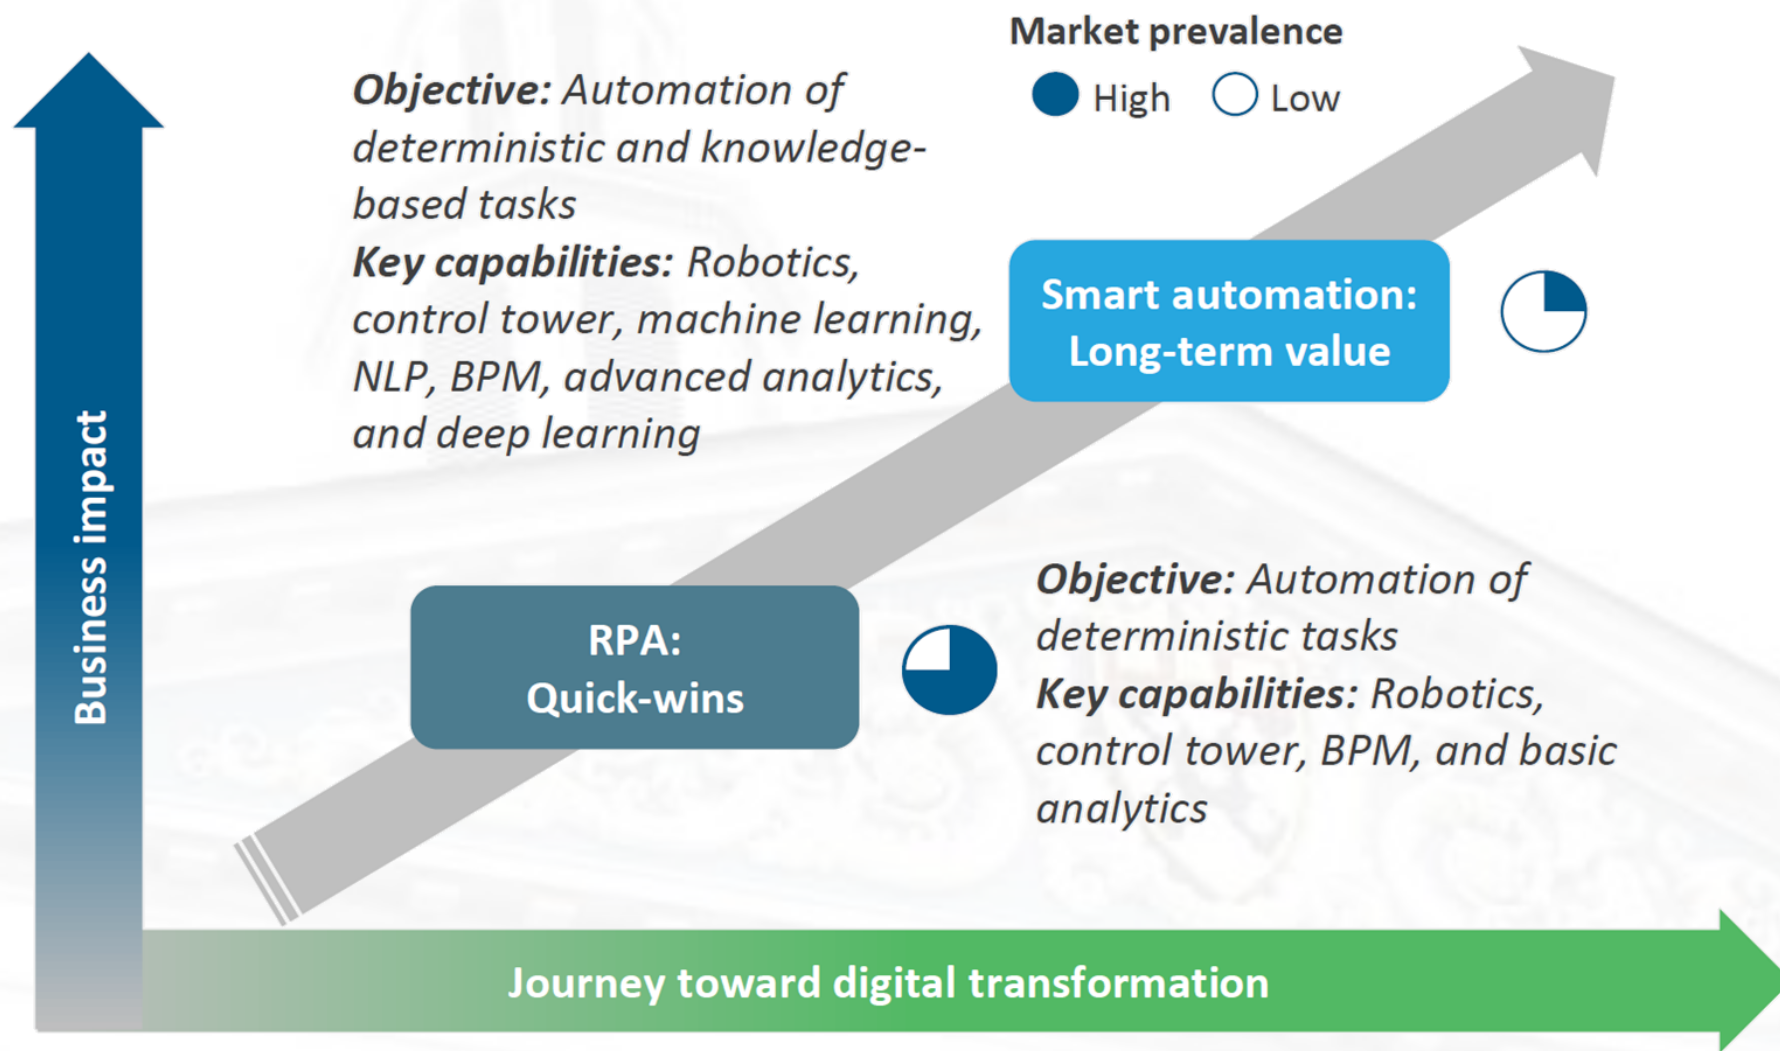 Market prevalence
High Low
Objective: Automation of
deterministic and knowledge-
based tasks
Key capabilities: Robotics,
control tower, machine learning,
NLP, BPM, advanced analytics,
and deep learning
Smart automation:
Long-term value
Business impact
RPA:
Quick-wins
Objective: Automation of
deterministic tasks
Key capabilities: Robotics,
control tower, BPM, and basic
analytics
Journey toward digital transformation